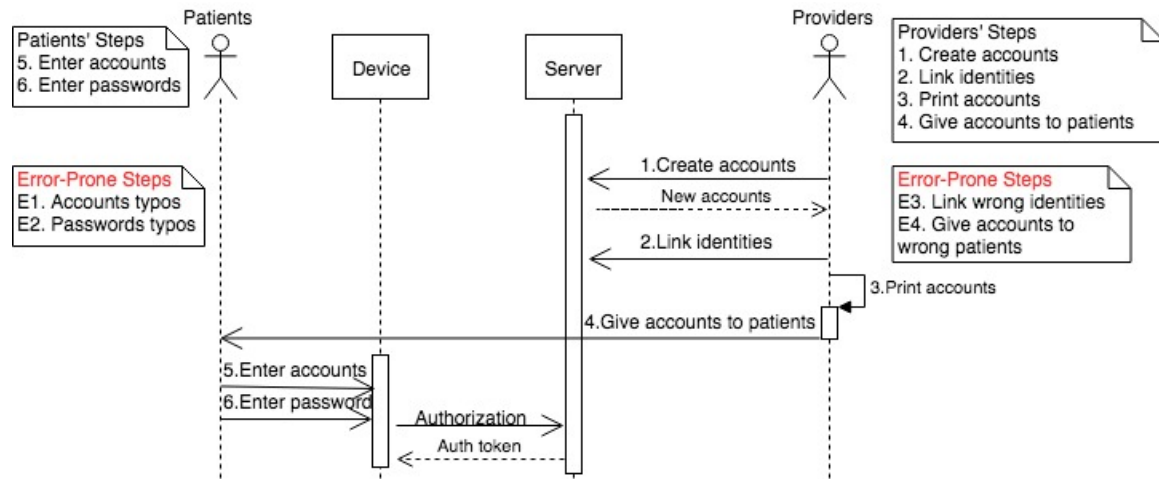 Patients
Providers
Patients' Steps
5. Enter accounts
6. Enter passwords
Device
Server
Providers' Steps
1. Create accounts
2. Link identities
3. Print accounts
4. Give accounts to patients
Error-Prone Steps
E1. Accounts typos
E2. Passwords typos
1.Create accounts
New accounts
2.Link identities
Error-Prone Steps
E3. Link wrong identities
E4. Give accounts to
wrong patients
3.Print accounts
4.Give accounts to patients
5.Enter accounts
6.Enter password
Authorization
Auth token